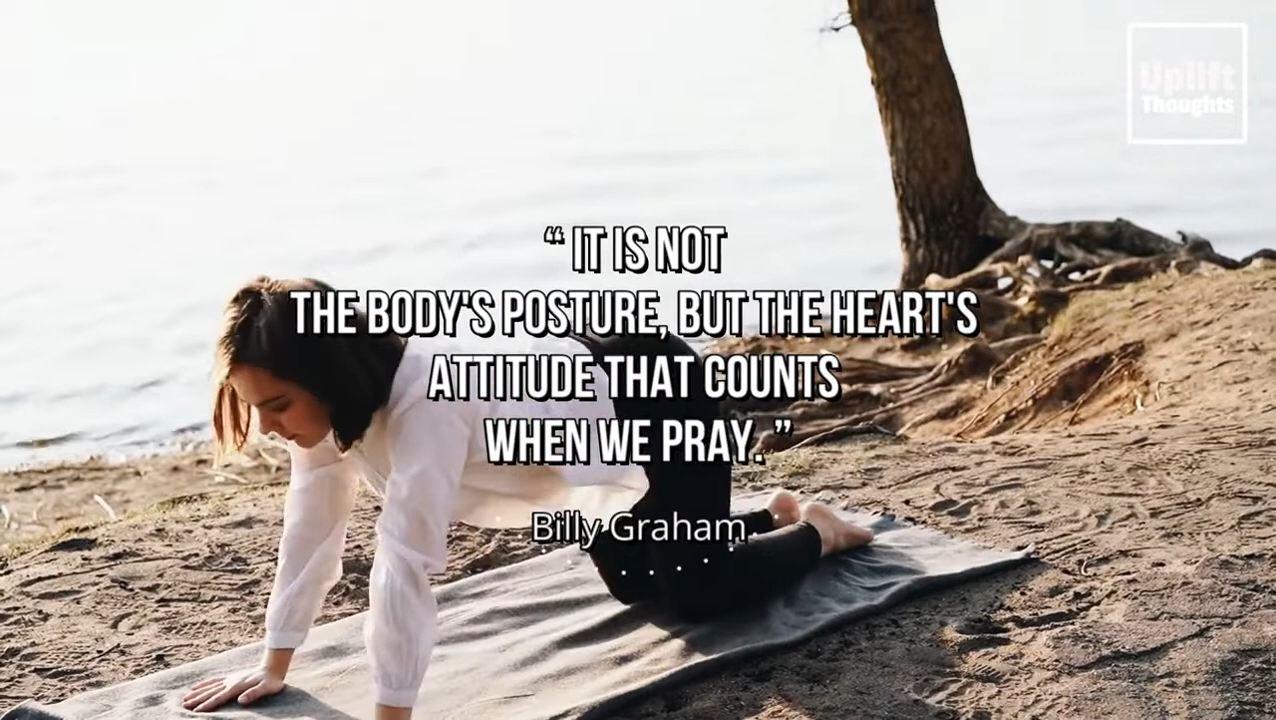 Uplift
Thoughts
“ IT IS NOT
THE BODY'S POSTURE, BUT THE HEART'S
ATTITUDE THAT COUNTS
WHEN WE PRAY. ”
Billy Graham